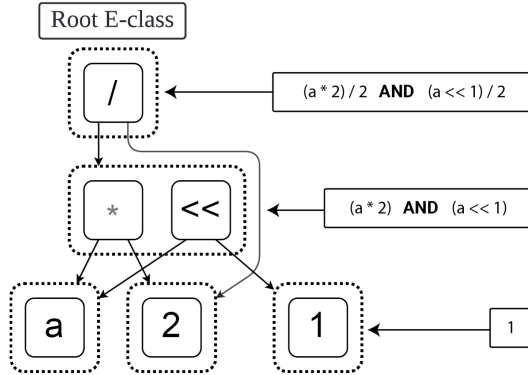 Root E-class
/
(a * 2) / 2 AND (a << 1) / 2
* <<
(a * 2) AND (a << 1)
a 2 1
1